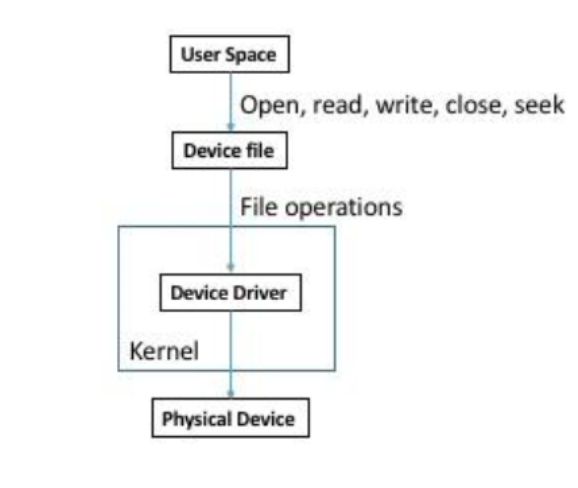 User Space
Open, read, write, close, seek
Device file
File operations
Device Driver
Kernel
Physical Device